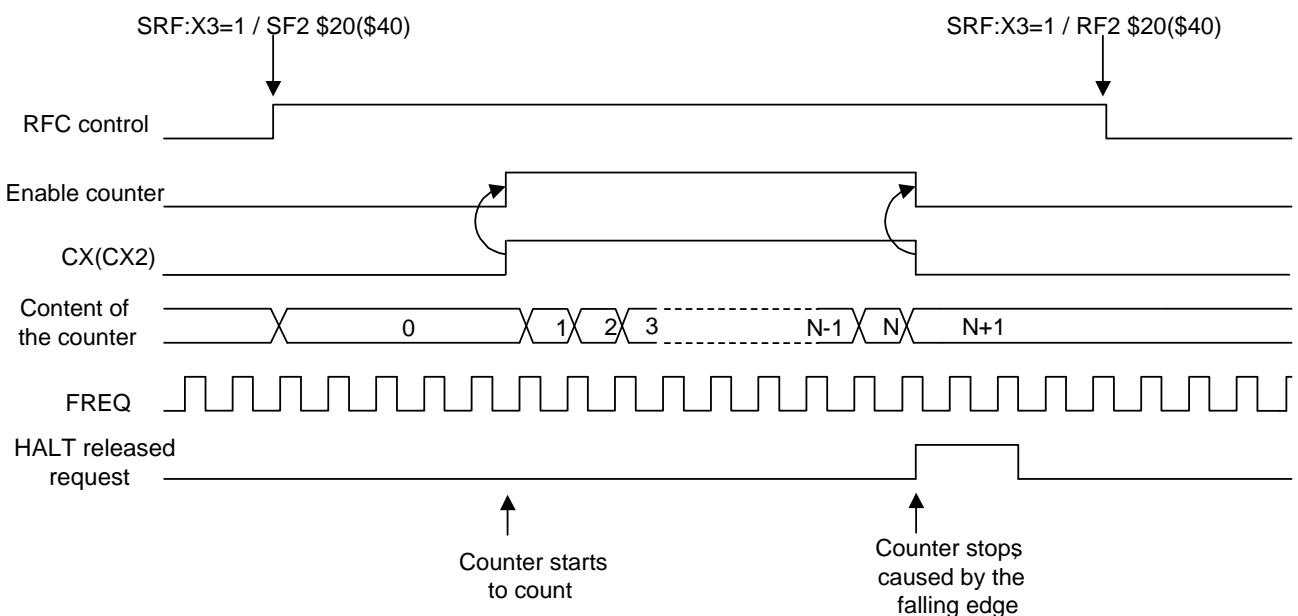 SRF:X3=1 / SF2 $20($40)
SRF:X3=1 / RF2 $20($40)
RFC control
Enable counter
CX(CX2)
Content of
the counter
0
1
2
3
N-1
N
N+1
FREQ
HALT released
request
Counter starts
to count
Counter stops
caused by the
falling edge